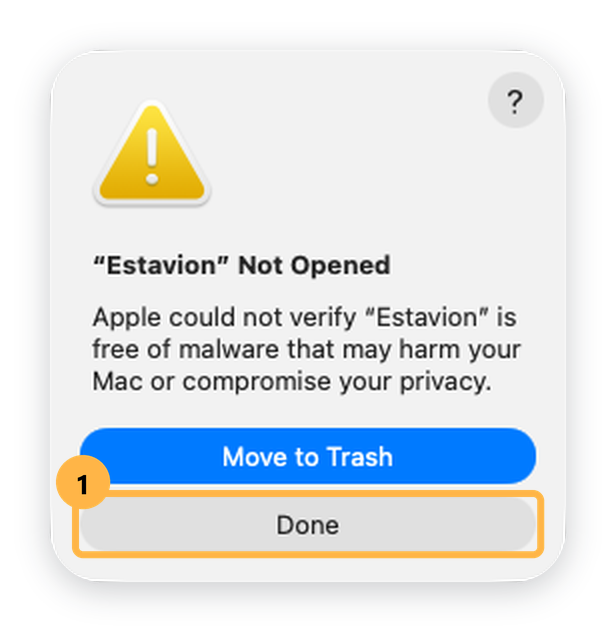 ?
“Estavion” Not Opened
Apple could not verify “Estavion” is
free of malware that may harm your
Mac or compromise your privacy.
Move to Trash
1
Done